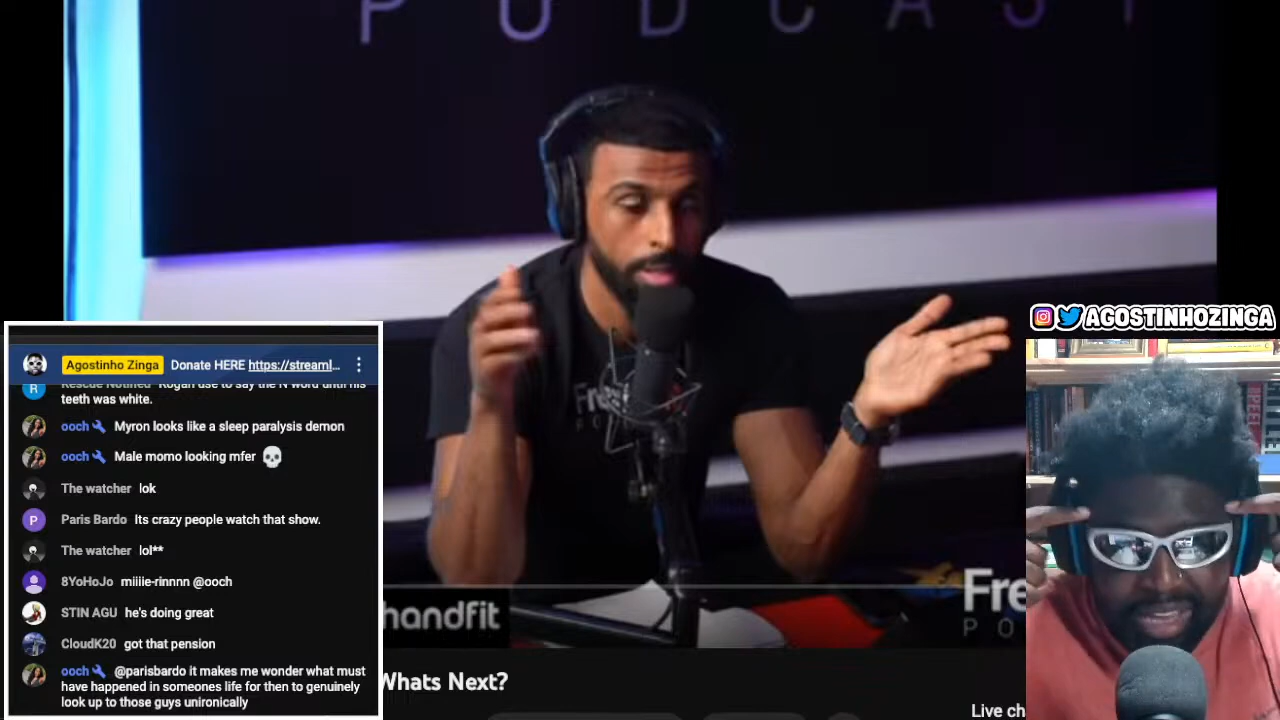 PODCAST
Agostinho Zinga Donate HERE https://streaml...
Rescue Notified Rogan use to say the N word until his
teeth was white.
ooch Myron looks like a sleep paralysis demon
ooch Male momo looking mfer
The watcher lok
P Paris Bardo Its crazy people watch that show.
The watcher lol**
8YoHoJo miiiie-rinnnn @ooch
STIN AGU he's doing great
CloudK20 got that pension
ooch @parisbardo it makes me wonder what must
have happened in someones life for then to genuinely
look up to those guys unironically
AGOSTINHOZINGA
Fres
handfit
Fre
PO
Whats Next?
Live ch